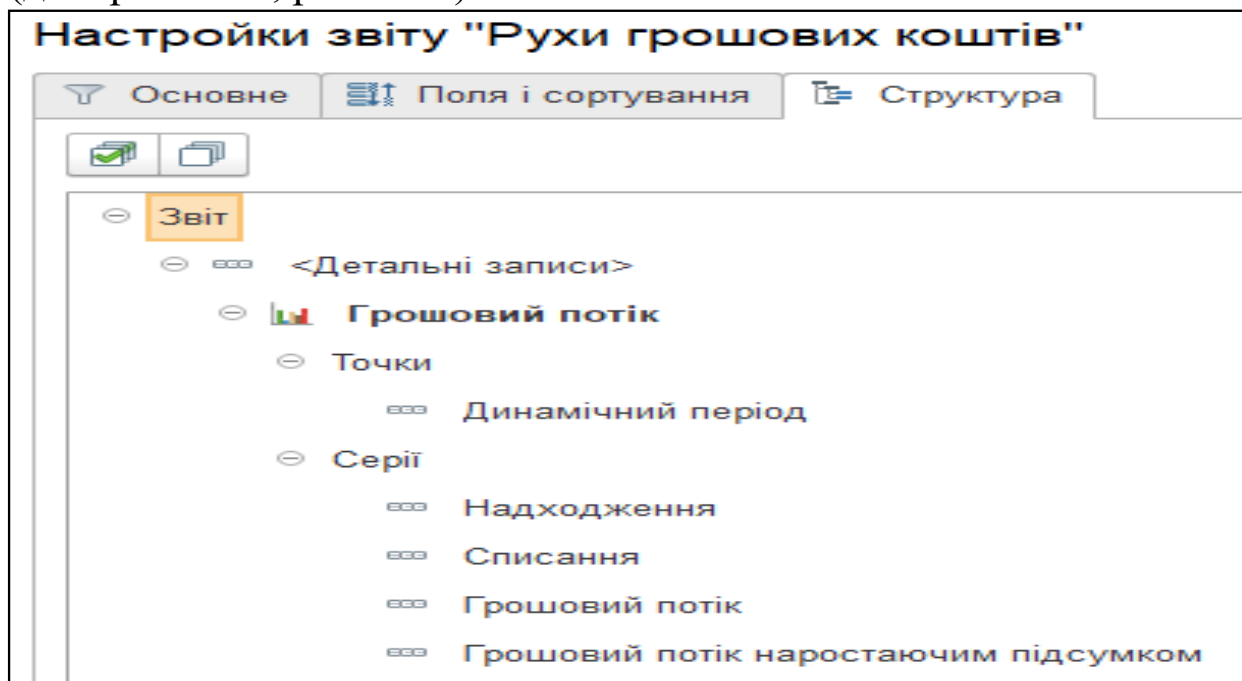 Настройки звіту "Рухи грошових коштів"
Основне Поля і сортування Структура
Звіт
<Детальні записи>
Грошовий потік
Точки
Динамічний період
Серії
Надходження
Списання
Грошовий потік
Грошовий потік наростаючим підсумком